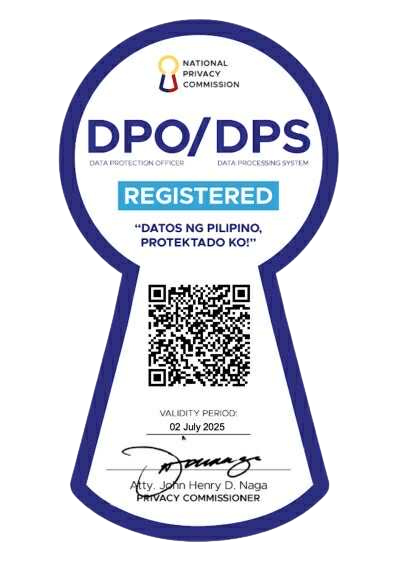 NATIONAL
PRIVACY
COMMISSION
DPO/DPS
DATA PROTECTION OFFICER DATA PROCESSING SYSTEM
REGISTERED
“DATOS NG PILIPINO,
PROTEKTADO KO!”
VALIDITY PERIOD:
02 July 2025
Atty. John Henry D. Naga
PRIVACY COMMISSIONER